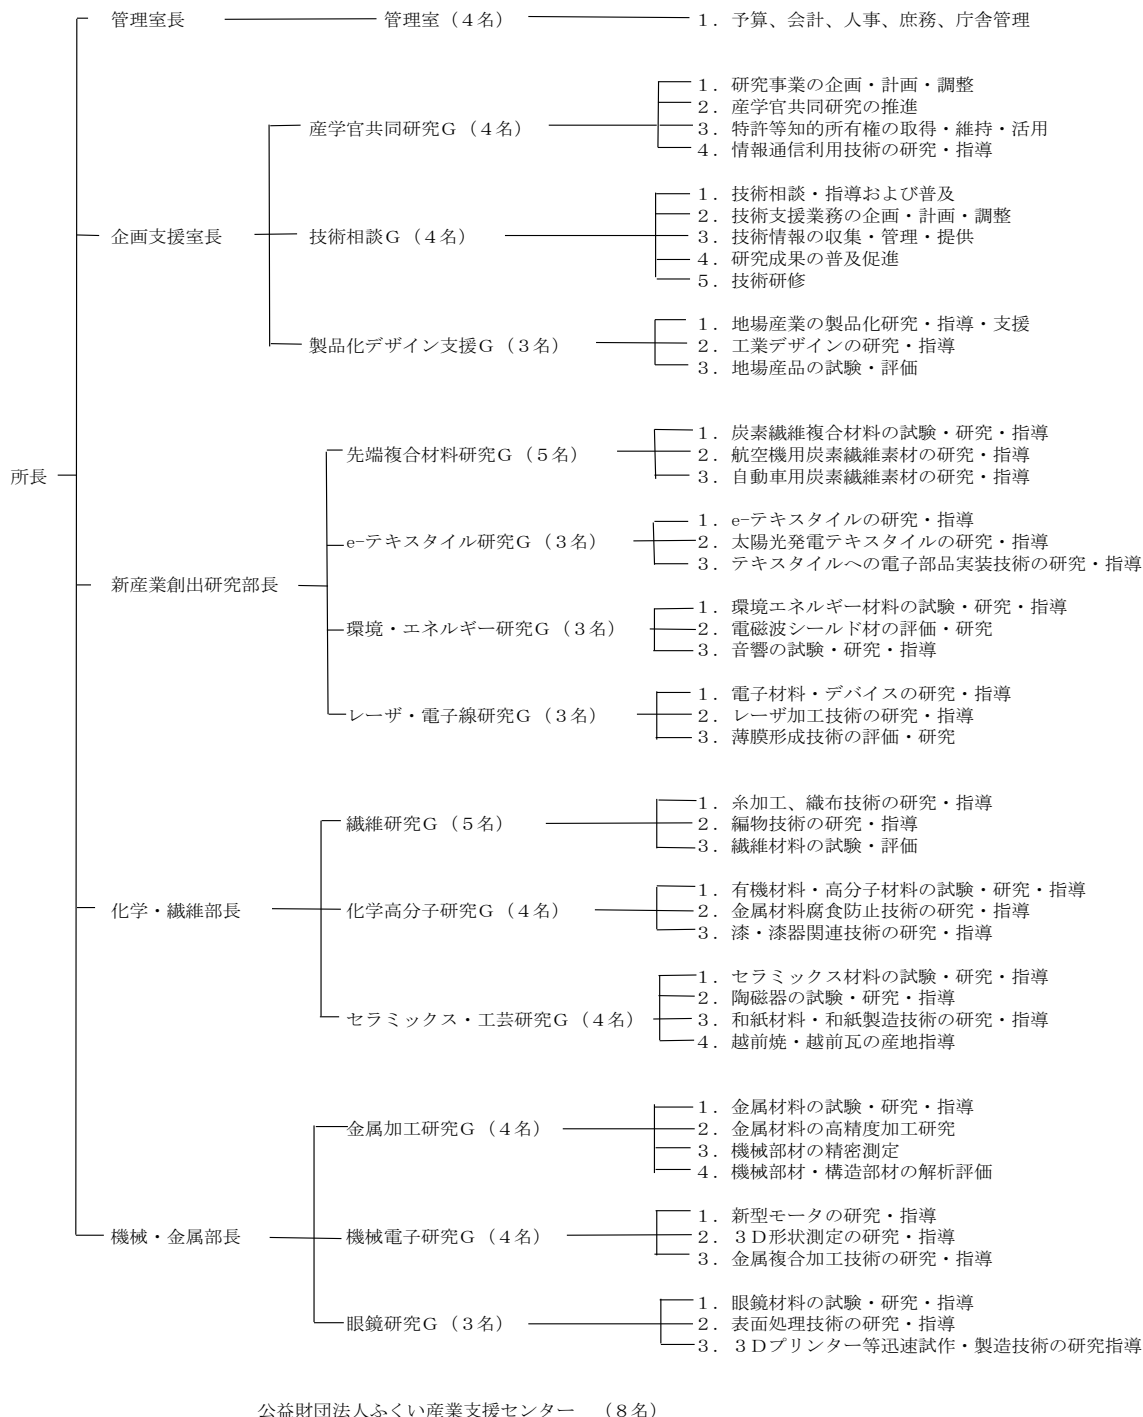 管理室長 管理室（４名） １．予算、会計、人事、庶務、庁舎管理
１．研究事業の企画・計画・調整
２．産学官共同研究の推進
産学官共同研究Ｇ（４名） ３．特許等知的所有権の取得・維持・活用
４．情報通信利用技術の研究・指導
１．技術相談・指導および普及
２．技術支援業務の企画・計画・調整
企画支援室長 技術相談Ｇ（４名） ３．技術情報の収集・管理・提供
４．研究成果の普及促進
５．技術研修
１．地場産業の製品化研究・指導・支援
製品化デザイン支援Ｇ（３名） ２．工業デザインの研究・指導
３．地場産品の試験・評価
１．炭素繊維複合材料の試験・研究・指導
先端複合材料研究Ｇ（５名） ２．航空機用炭素繊維素材の研究・指導
所長 ３．自動車用炭素繊維素材の研究・指導
１．e-テキスタイルの研究・指導
e-テキスタイル研究Ｇ（３名） ２．太陽光発電テキスタイルの研究・指導
３．テキスタイルへの電子部品実装技術の研究・指導
新産業創出研究部長
１．環境エネルギー材料の試験・研究・指導
環境・エネルギー研究Ｇ（３名） ２．電磁波シールド材の評価・研究
３．音響の試験・研究・指導
１．電子材料・デバイスの研究・指導
レーザ・電子線研究Ｇ（３名） ２．レーザ加工技術の研究・指導
３．薄膜形成技術の評価・研究
１．糸加工、織布技術の研究・指導
繊維研究Ｇ（５名） ２．編物技術の研究・指導
３．繊維材料の試験・評価
１．有機材料・高分子材料の試験・研究・指導
化学・繊維部長 化学高分子研究Ｇ（４名） ２．金属材料腐食防止技術の研究・指導
３．漆・漆器関連技術の研究・指導
１．セラミックス材料の試験・研究・指導
２．陶磁器の試験・研究・指導
セラミックス・工芸研究Ｇ（４名） ３．和紙材料・和紙製造技術の研究・指導
４．越前焼・越前瓦の産地指導
１．金属材料の試験・研究・指導
金属加工研究Ｇ（４名） ２．金属材料の高精度加工研究
３．機械部材の精密測定
４．機械部材・構造部材の解析評価
１．新型モータの研究・指導
機械・金属部長 機械電子研究Ｇ（４名） ２．３Ｄ形状測定の研究・指導
３．金属複合加工技術の研究・指導
１．眼鏡材料の試験・研究・指導
眼鏡研究Ｇ（３名） ２．表面処理技術の研究・指導
３．３Ｄプリンター等迅速試作・製造技術の研究指導
公益財団法人ふくい産業支援センター （８名）